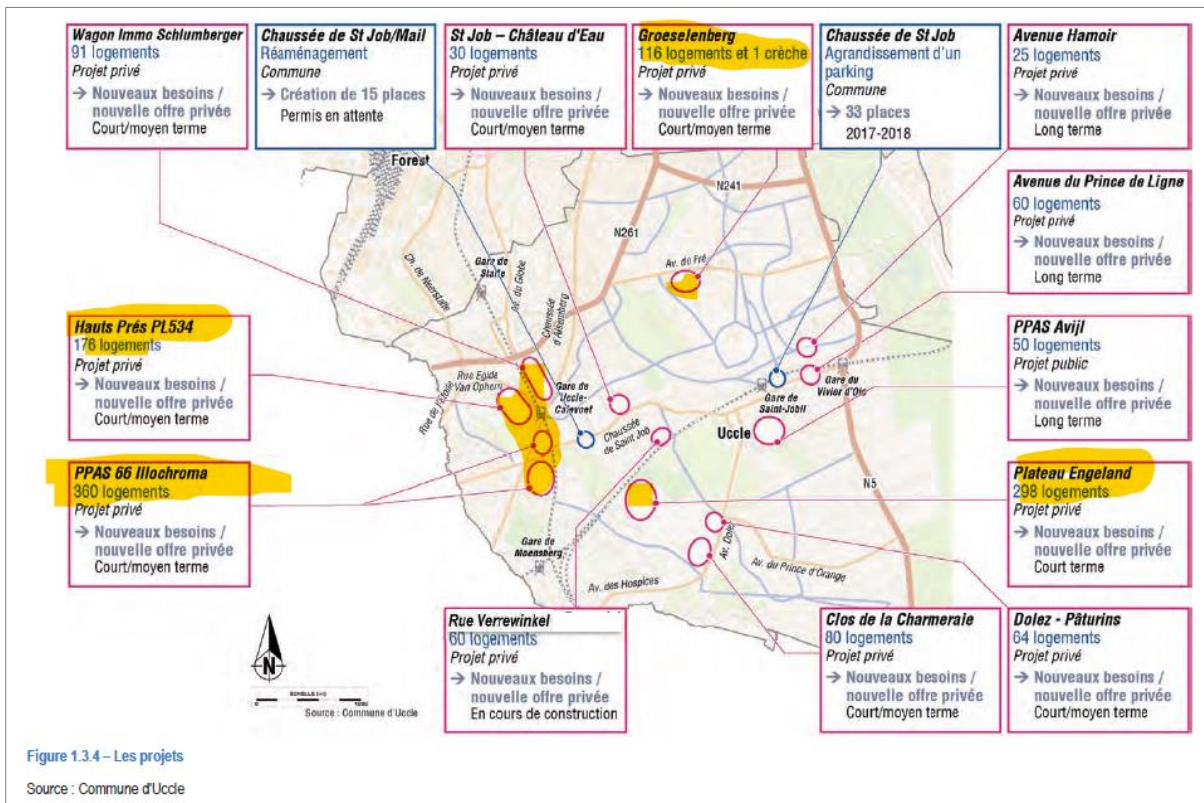 Wagon Immo Schlumberger
91 logements
Projet privé
→ Nouveaux besoins /
nouvelle offre privée
Court/moyen terme
Chaussée de St Job/Mail
Réaménagement
Commune
→ Création de 15 places
Permis en attente
St Job – Château d'Eau
30 logements
Projet privé
→ Nouveaux besoins /
nouvelle offre privée
Court/moyen terme
Groeselenberg
116 logements et 1 crèche
Projet privé
→ Nouveaux besoins /
nouvelle offre privée
Court/moyen terme
Chaussée de St Job
Agrandissement d'un
parking
Commune
→ 33 places
2017-2018
Avenue Hamoir
25 logements
Projet privé
→ Nouveaux besoins /
nouvelle offre privée
Long terme
Avenue du Prince de Ligne
60 logements
Projet privé
→ Nouveaux besoins /
nouvelle offre privée
Long terme
Hauts Prés PL534
176 logements
Projet privé
→ Nouveaux besoins /
nouvelle offre privée
Court/moyen terme
PPAS Avijl
50 logements
Projet public
→ Nouveaux besoins /
nouvelle offre privée
Long terme
PPAS 66 Illochroma
360 logements
Projet privé
→ Nouveaux besoins /
nouvelle offre privée
Court/moyen terme
Plateau Engeland
298 logements
Projet privé
→ Nouveaux besoins /
nouvelle offre privée
Court terme
Forest
N241
N261
Av. de Fré
Gare de
Stalle
Ch. de Neerstalle
Av. du Globe
Chaussée
d'Alsemberg
Rue Egide
Van Ophem
Rue de l'Etoile
Gare de
Uccle-
Calevoet
Chaussée
de Saint Job
Gare de
Saint-Job
Gare du
Vivier d'Oie
Uccle
N5
Gare de
Moensberg
Av. Dolez
Av. des Hospices
Av. du Prince d'Orange
Rue Verrewinkel
60 logements
Projet privé
→ Nouveaux besoins /
nouvelle offre privée
En cours de construction
Clos de la Charmeraie
80 logements
Projet privé
→ Nouveaux besoins /
nouvelle offre privée
Court/moyen terme
Dolez - Pâturins
64 logements
Projet privé
→ Nouveaux besoins /
nouvelle offre privée
Court/moyen terme
N
0
1000
Source : Commune d'Uccle
Figure 1.3.4 – Les projets
Source : Commune d'Uccle